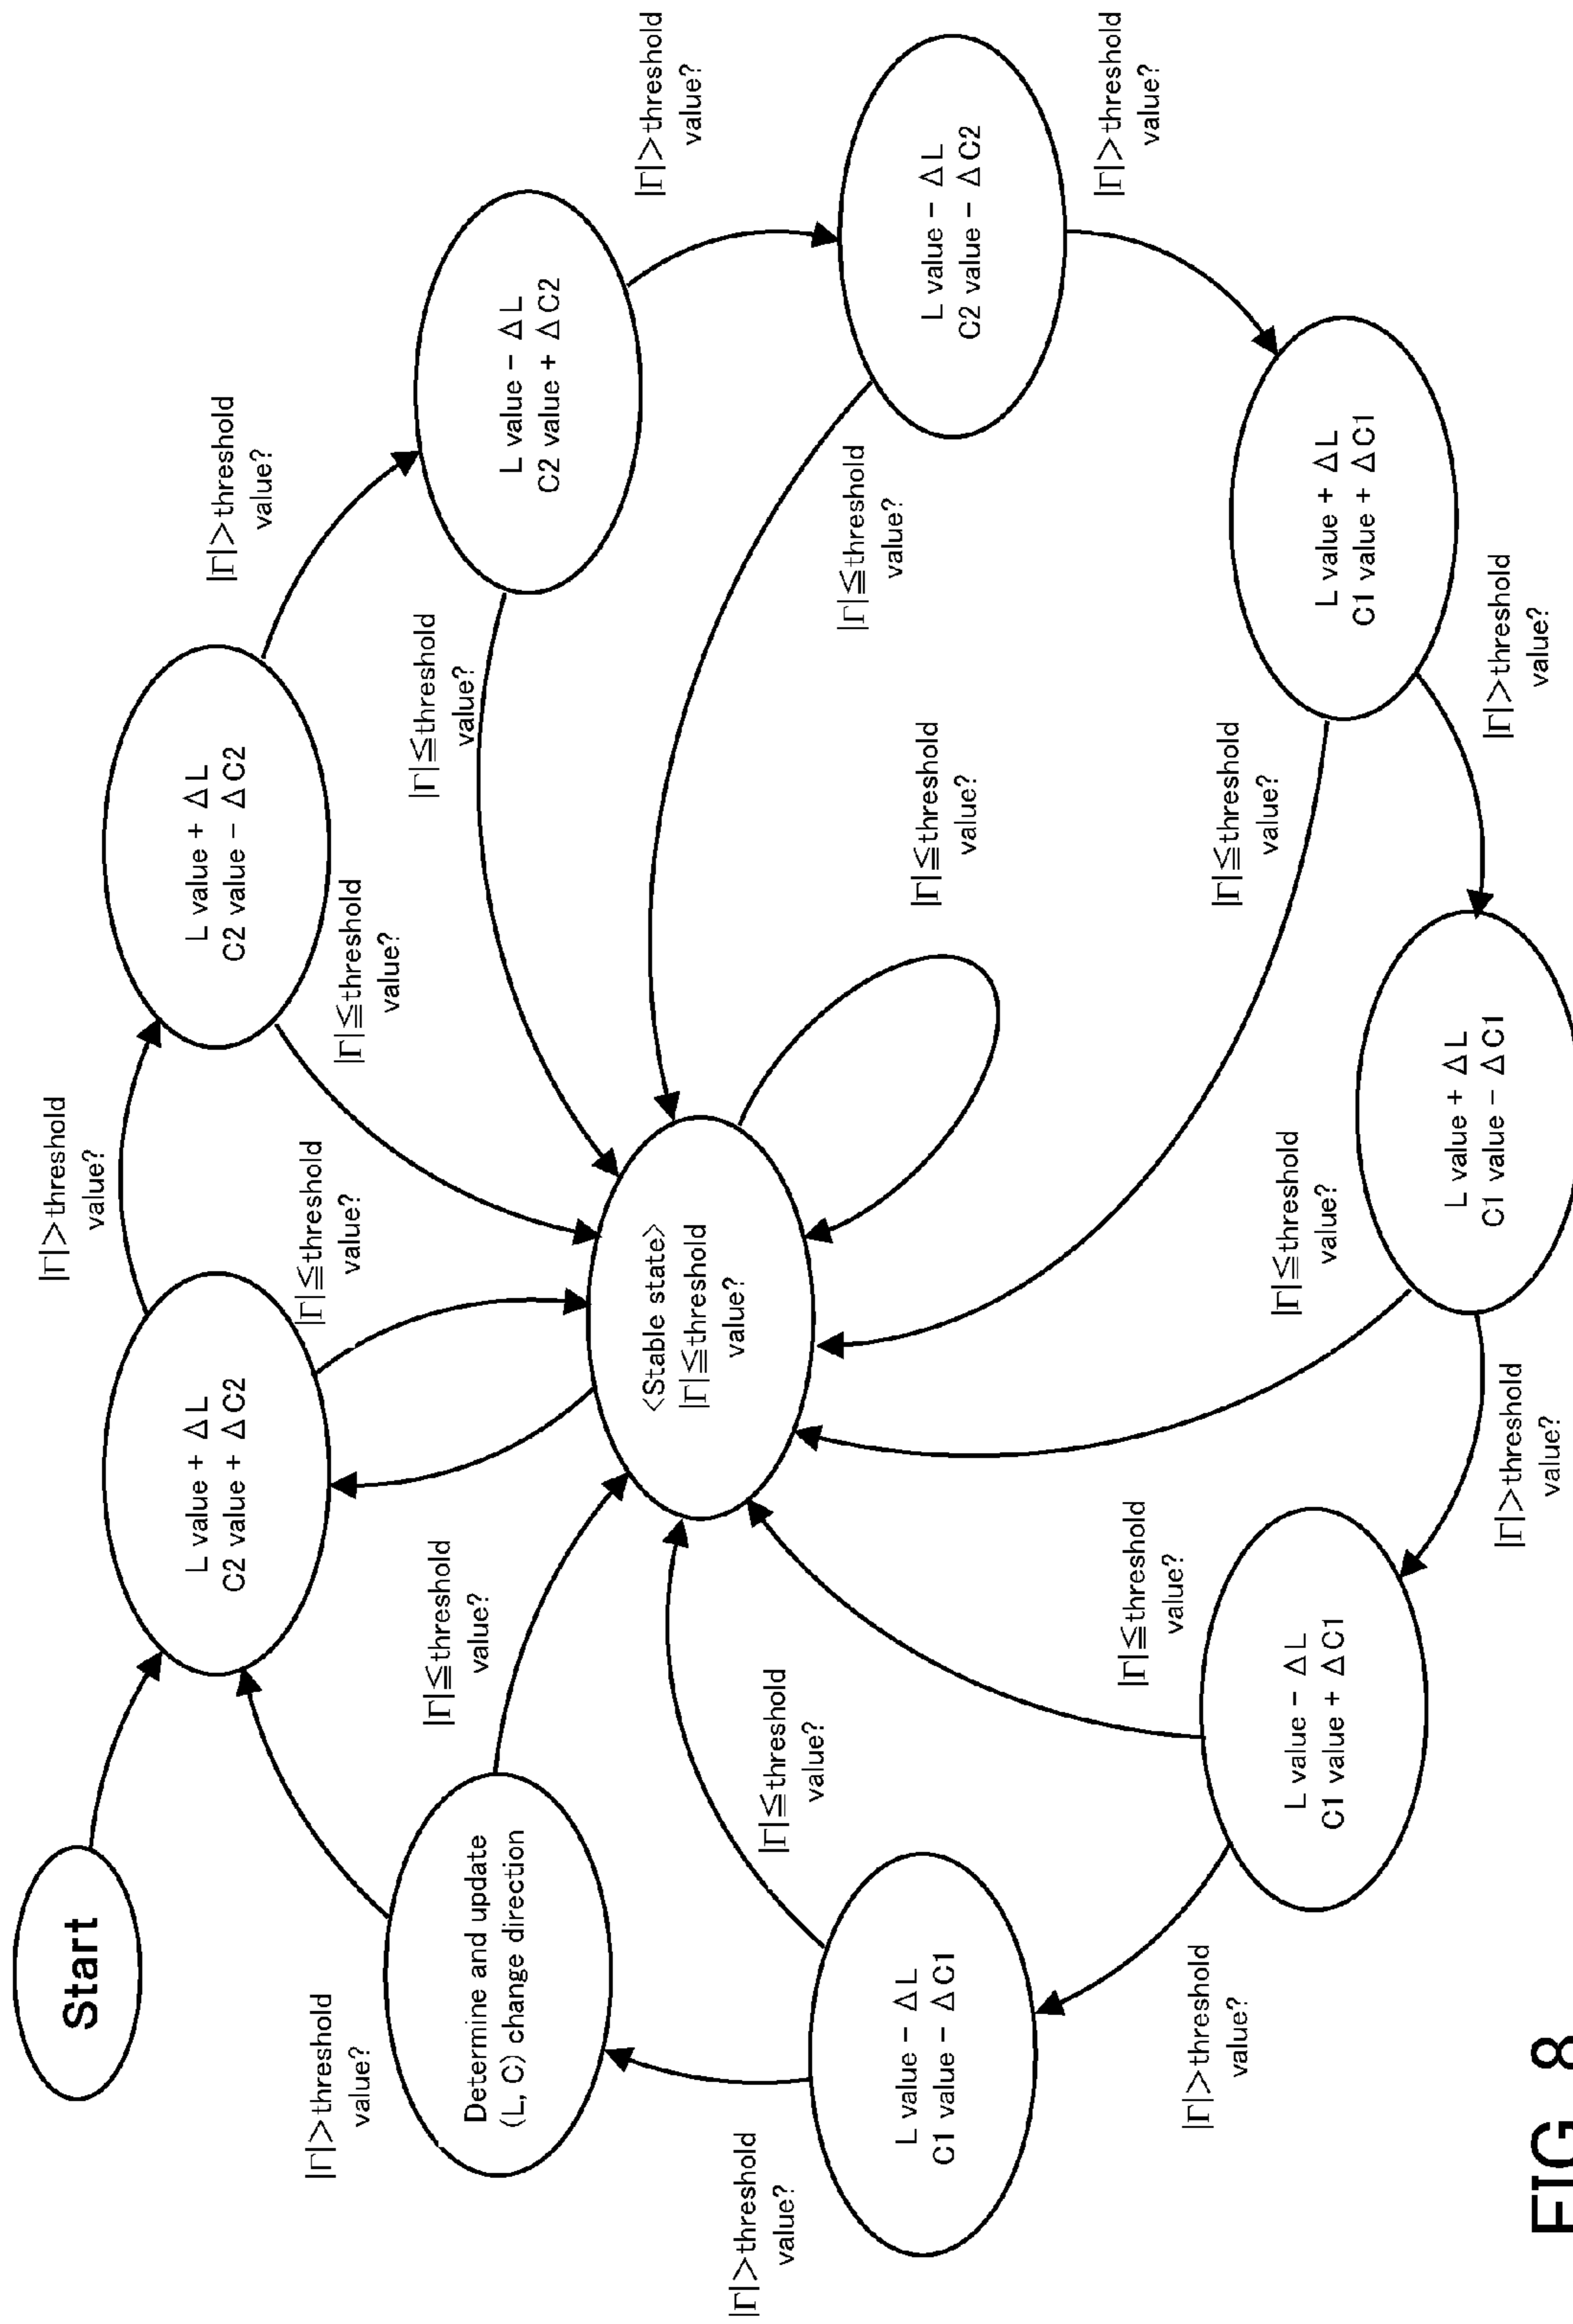 Start
|Γ|>threshold
value?
L value + ΔL
C2 value + ΔC2
|Γ|>threshold
value?
L value + ΔL
C2 value − ΔC2
|Γ|>threshold
value?
L value − ΔL
C2 value + ΔC2
|Γ|>threshold
value?
L value − ΔL
C2 value − ΔC2
|Γ|>threshold
value?
L value + ΔL
C1 value + ΔC1
|Γ|>threshold
value?
L value + ΔL
C1 value − ΔC1
|Γ|>threshold
value?
L value − ΔL
C1 value + ΔC1
|Γ|>threshold
value?
L value − ΔL
C1 value − ΔC1
|Γ|>threshold
value?
Determine and update
(L, C) change direction
<Stable state>
|Γ|≦threshold
value?
|Γ|≦threshold
value?
|Γ|≦threshold
value?
|Γ|≦threshold
value?
|Γ|≦threshold
value?
|Γ|≦threshold
value?
|Γ|≦threshold
value?
|Γ|≦threshold
value?
|Γ|≦threshold
value?
|Γ|≦threshold
value?
|Γ|≦threshold
value?
FIG. 8